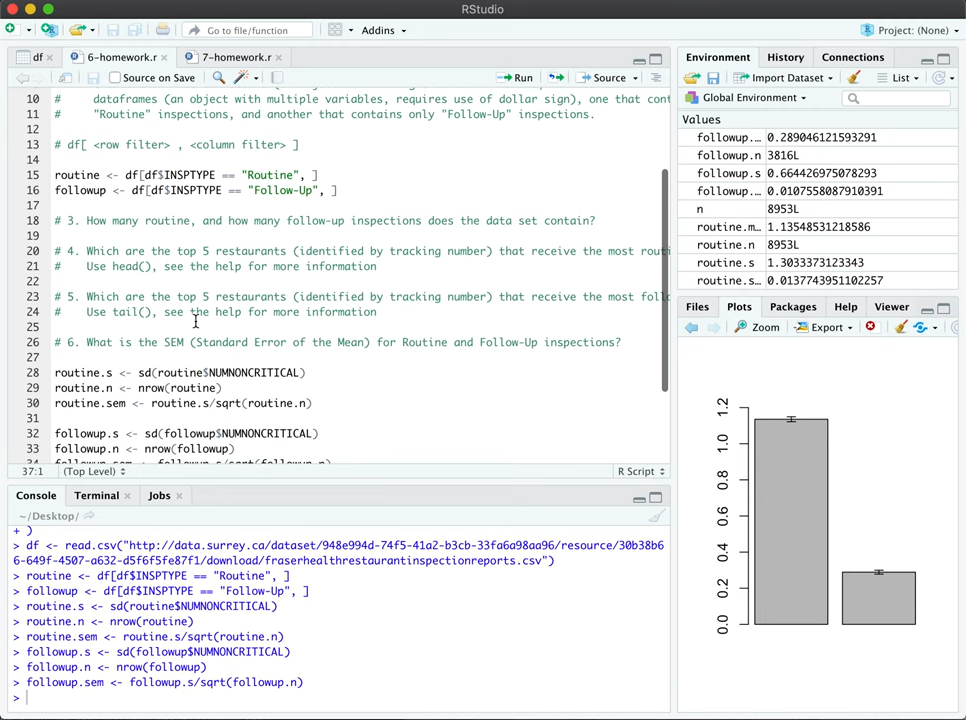 RStudio
Go to file/function
Addins
Project: (None)
df
6-homework.r
7-homework.r
Source on Save
Run
Source
10 # dataframes (an object with multiple variables, requires use of dollar sign), one that cont
11 # "Routine" inspections, and another that contains only "Follow-Up" inspections.
12
13 # df[ <row filter> , <column filter> ]
14
15 routine <- df[df$INSPTYPE == "Routine", ]
16 followup <- df[df$INSPTYPE == "Follow-Up", ]
17
18 # 3. How many routine, and how many follow-up inspections does the data set contain?
19
20 # 4. Which are the top 5 restaurants (identified by tracking number) that receive the most routi
21 # Use head(), see the help for more information
22
23 # 5. Which are the top 5 restaurants (identified by tracking number) that receive the most follo
24 # Use tail(), see the help for more information
25
26 # 6. What is the SEM (Standard Error of the Mean) for Routine and Follow-Up inspections?
27
28 routine.s <- sd(routine$NUMNONCRITICAL)
29 routine.n <- nrow(routine)
30 routine.sem <- routine.s/sqrt(routine.n)
31
32 followup.s <- sd(followup$NUMNONCRITICAL)
33 followup.n <- nrow(followup)
34 followup.sem <- followup.s/sqrt(followup.n)
37:1 (Top Level) R Script
Console Terminal Jobs
~/Desktop/
+ )
> df <- read.csv("http://data.surrey.ca/dataset/948e994d-74f5-41a2-b3cb-33fa6a98aa96/resource/30b38b6
6-649f-4507-a632-d5f6f5fe87f1/download/fraserhealthrestaurantinspectionreports.csv")
> routine <- df[df$INSPTYPE == "Routine", ]
> followup <- df[df$INSPTYPE == "Follow-Up", ]
> routine.s <- sd(routine$NUMNONCRITICAL)
> routine.n <- nrow(routine)
> routine.sem <- routine.s/sqrt(routine.n)
> followup.s <- sd(followup$NUMNONCRITICAL)
> followup.n <- nrow(followup)
> followup.sem <- followup.s/sqrt(followup.n)
>
Environment History Connections
Import Dataset
List
Global Environment
Values
followup.… 0.289046121593291
followup.n 3816L
followup.s 0.664426975078293
followup.… 0.0107558087910391
n 8953L
routine.m… 1.13548531218586
routine.n 8953L
routine.s 1.3033373123343
routine.s… 0.0137743951102257
Files Plots Packages Help Viewer
Zoom Export
1.2
1.0
0.8
0.6
0.4
0.2
0.0